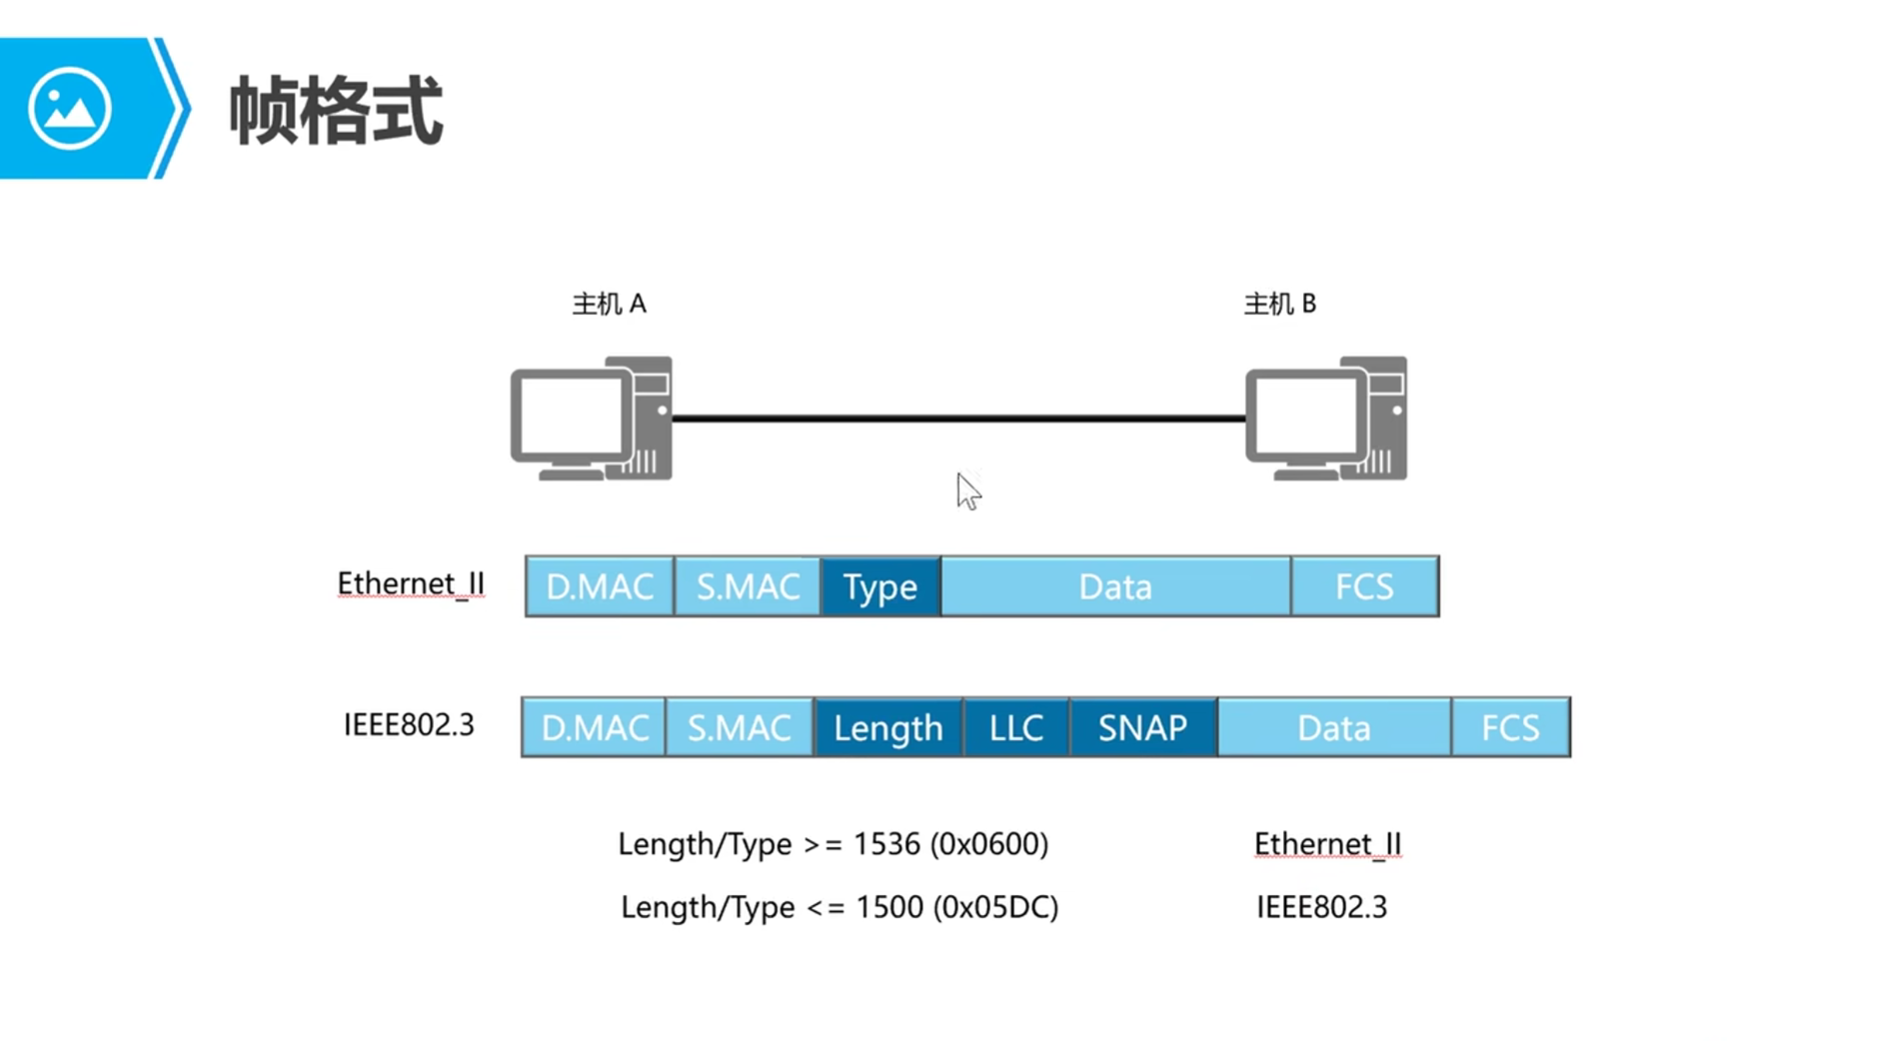 帧格式
主机 A 主机 B
Ethernet_II D.MAC S.MAC Type Data FCS
IEEE802.3 D.MAC S.MAC Length LLC SNAP Data FCS
Length/Type >= 1536 (0x0600) Ethernet_II
Length/Type <= 1500 (0x05DC) IEEE802.3